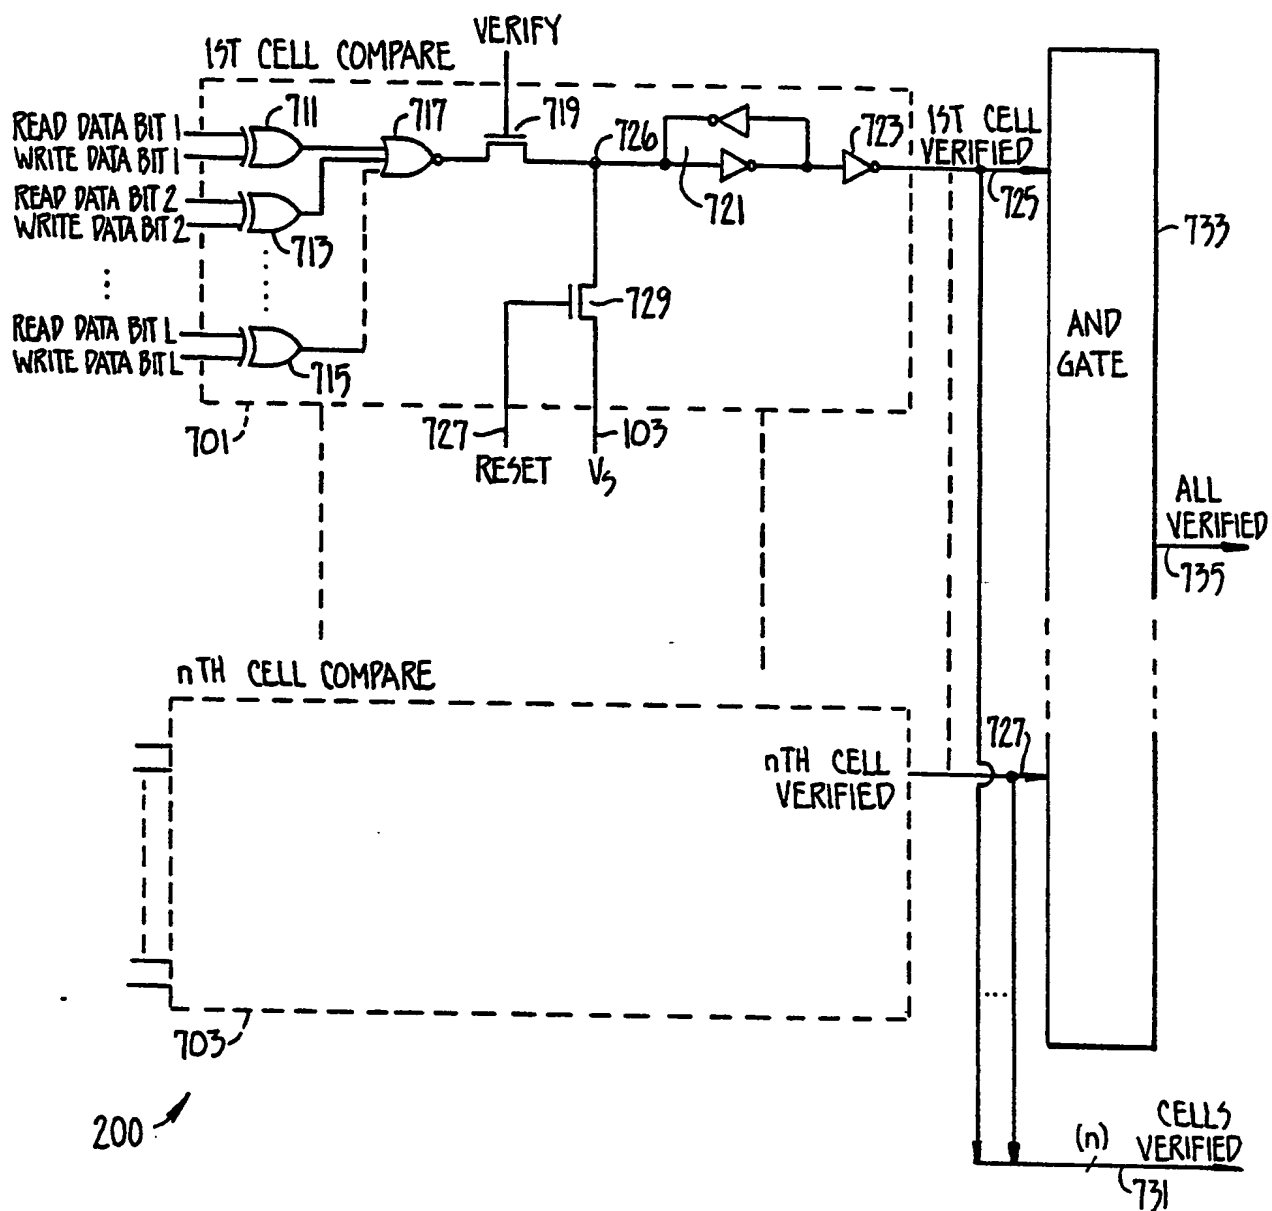 VERIFY
1ST CELL COMPARE
711
717
719
726
723
1ST CELL
VERIFIED
READ DATA BIT 1
WRITE DATA BIT 1
READ DATA BIT 2
WRITE DATA BIT 2
713
721
725
733
729
READ DATA BIT L
WRITE DATA BIT L
715
AND
GATE
701
727
103
RESET
VS
ALL
VERIFIED
735
nTH CELL COMPARE
727
nTH CELL
VERIFIED
703
200
(n)
CELLS
VERIFIED
731